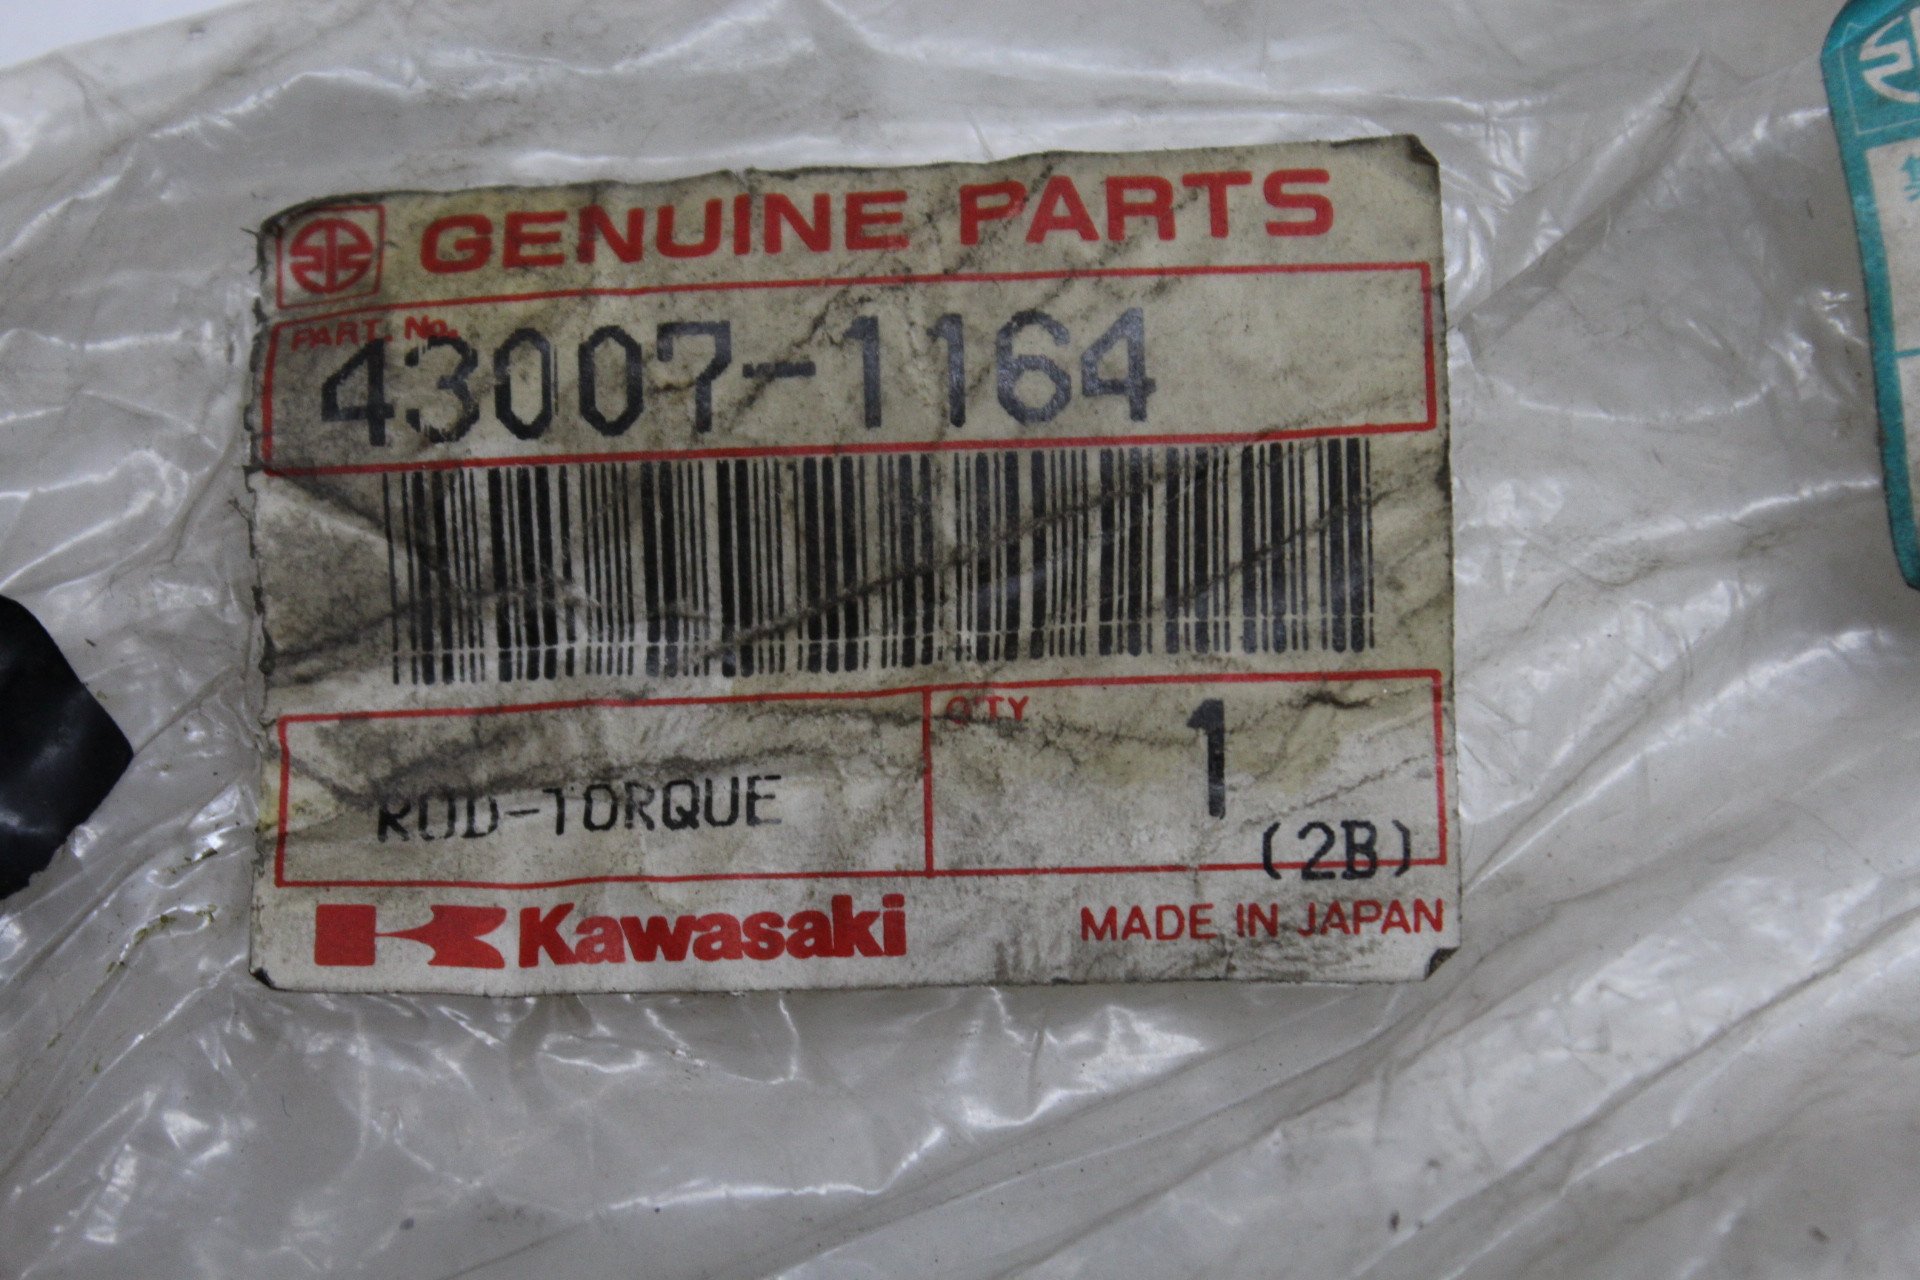 GENUINE PARTS
PART. No.
43007-1164
ROD-TORQUE
Q'TY
1
(2B)
Kawasaki
MADE IN JAPAN